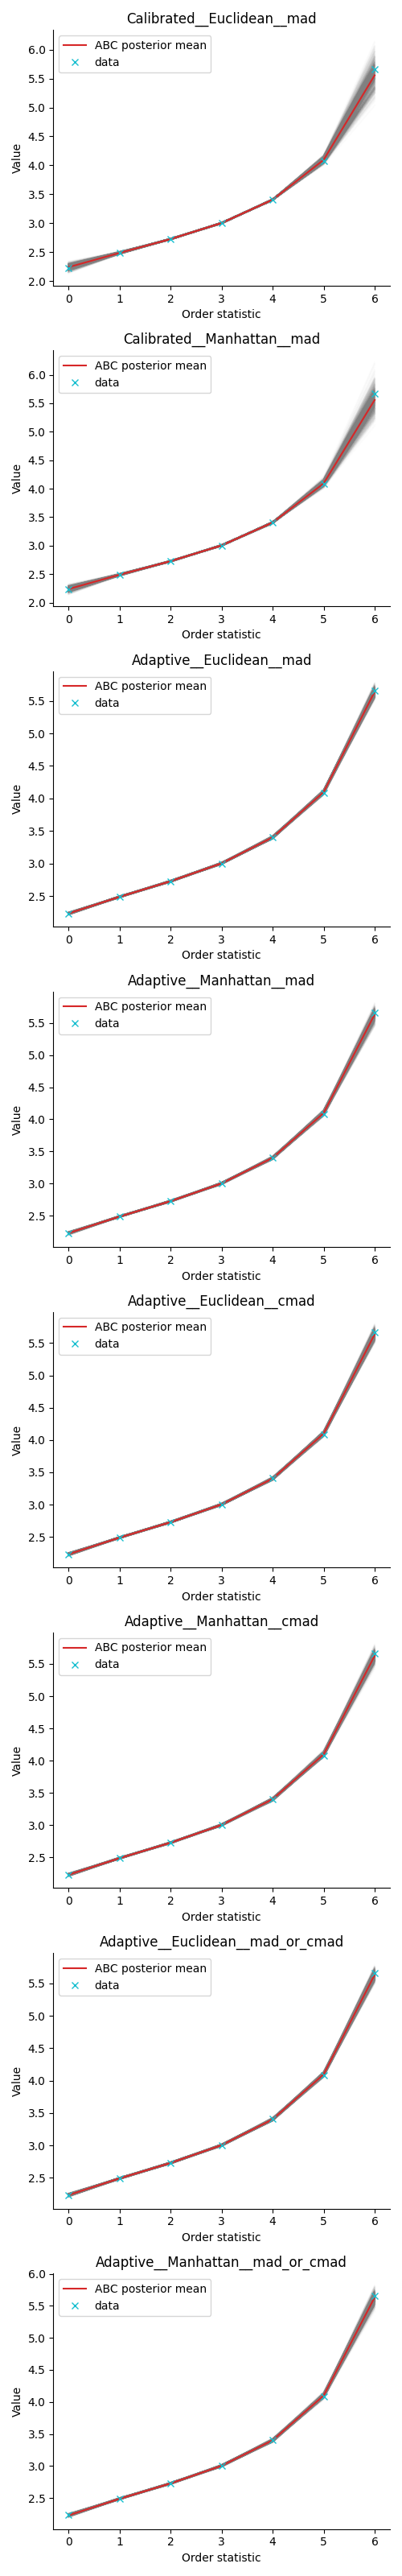 Calibrated__Euclidean__mad
ABC posterior mean
data
6.0
5.5
5.0
4.5
4.0
3.5
3.0
2.5
2.0
Value
0 1 2 3 4 5 6
Order statistic
Calibrated__Manhattan__mad
ABC posterior mean
data
6.0
5.5
5.0
4.5
4.0
3.5
3.0
2.5
2.0
Value
0 1 2 3 4 5 6
Order statistic
Adaptive__Euclidean__mad
ABC posterior mean
data
5.5
5.0
4.5
4.0
3.5
3.0
2.5
Value
0 1 2 3 4 5 6
Order statistic
Adaptive__Manhattan__mad
ABC posterior mean
data
5.5
5.0
4.5
4.0
3.5
3.0
2.5
Value
0 1 2 3 4 5 6
Order statistic
Adaptive__Euclidean__cmad
ABC posterior mean
data
5.5
5.0
4.5
4.0
3.5
3.0
2.5
Value
0 1 2 3 4 5 6
Order statistic
Adaptive__Manhattan__cmad
ABC posterior mean
data
5.5
5.0
4.5
4.0
3.5
3.0
2.5
Value
0 1 2 3 4 5 6
Order statistic
Adaptive__Euclidean__mad_or_cmad
ABC posterior mean
data
5.5
5.0
4.5
4.0
3.5
3.0
2.5
Value
0 1 2 3 4 5 6
Order statistic
Adaptive__Manhattan__mad_or_cmad
ABC posterior mean
data
6.0
5.5
5.0
4.5
4.0
3.5
3.0
2.5
Value
0 1 2 3 4 5 6
Order statistic